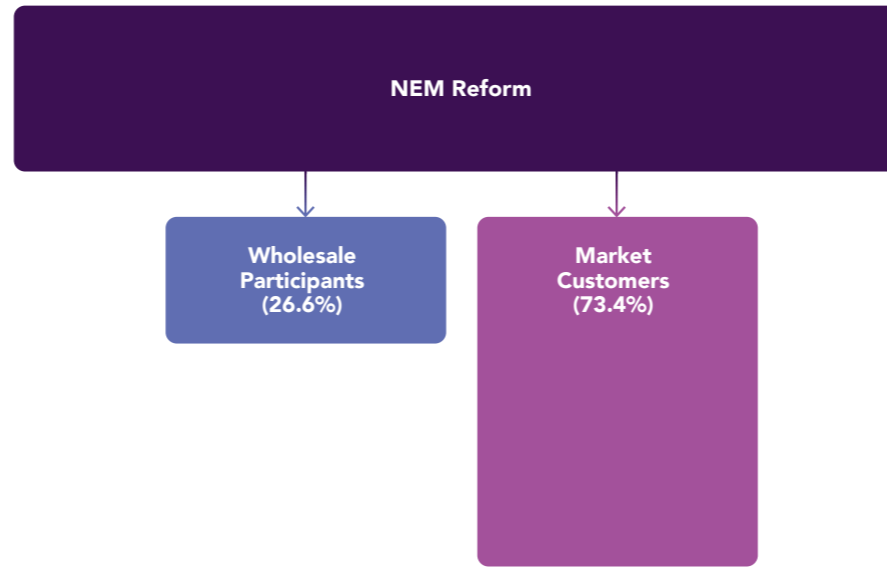 NEM Reform
Wholesale
Participants
(26.6%)
Market
Customers
(73.4%)